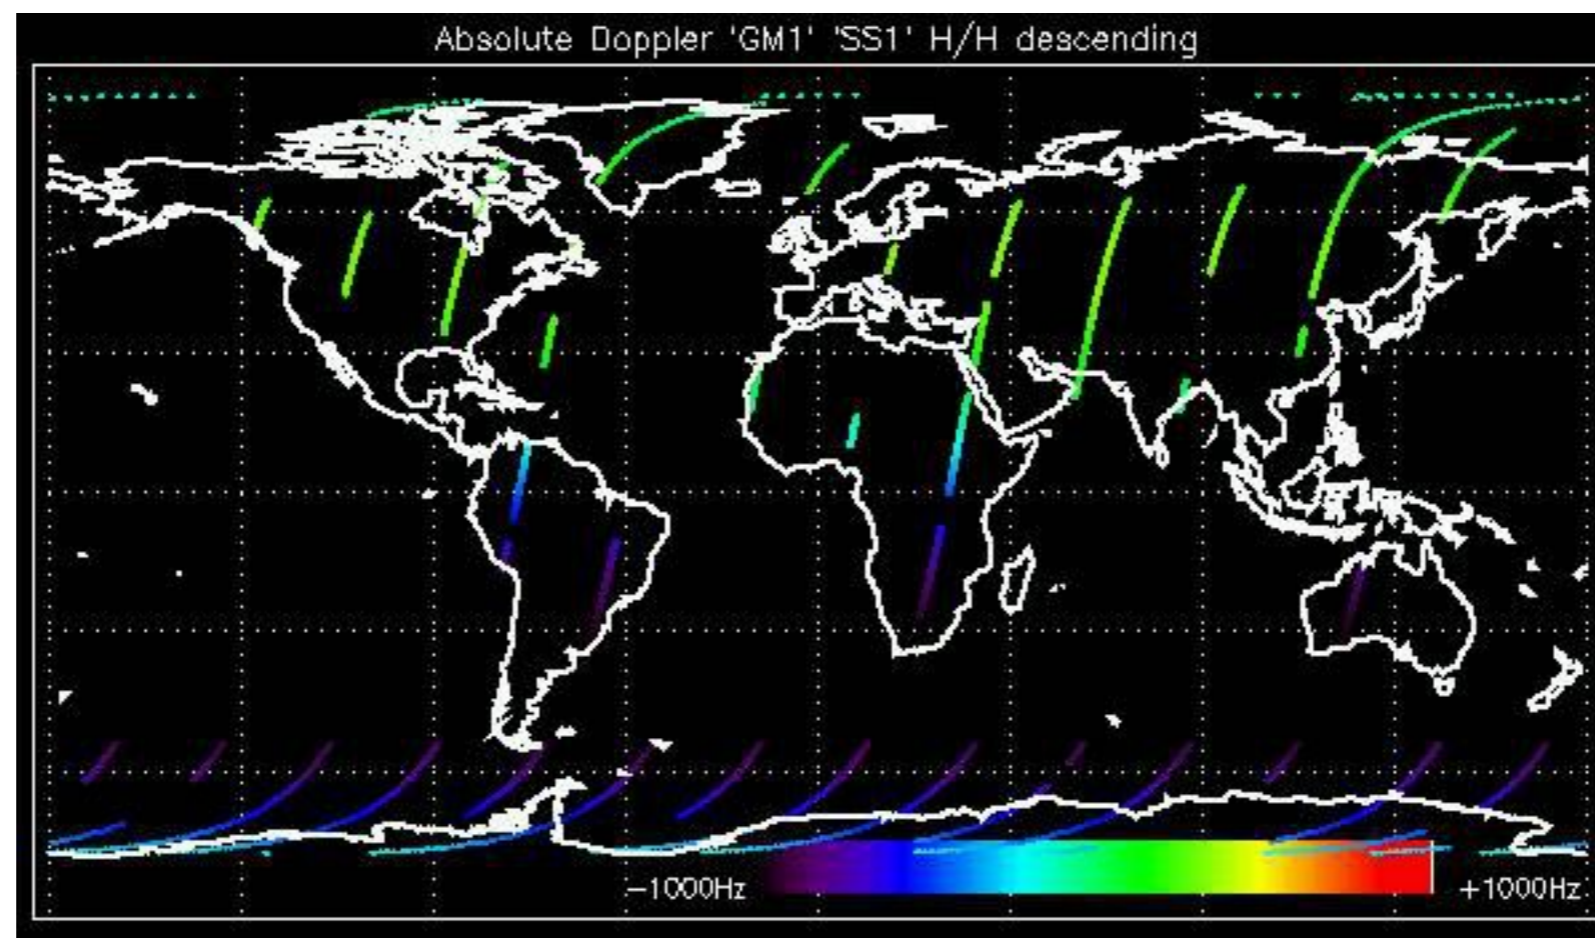 Absolute Doppler 'GM1' 'SS1' H/H descending
−1000Hz
+1000Hz